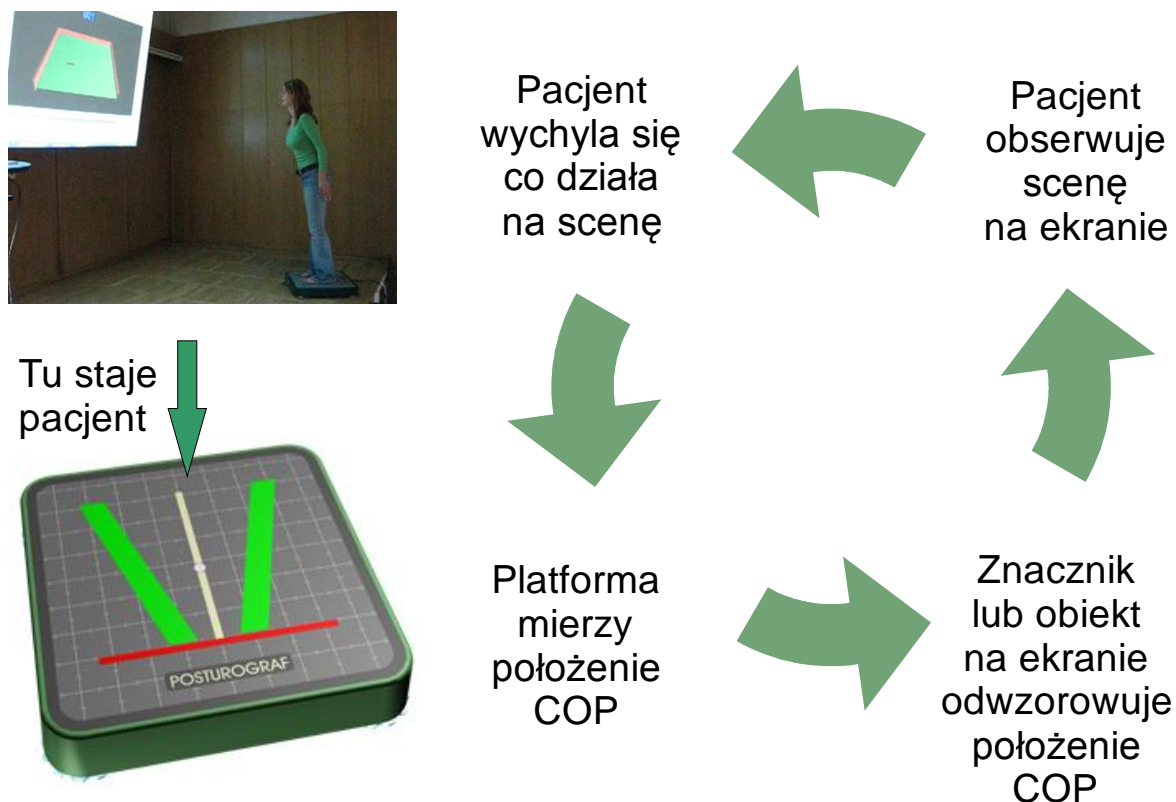 Pacjent
wychyla się
co działa
na scenę
Pacjent
obserwuje
scenę
na ekranie
Tu staje
pacjent
POSTUROGRAF
Platforma
mierzy
położenie
COP
Znacznik
lub obiekt
na ekranie
odwzorowuje
położenie
COP